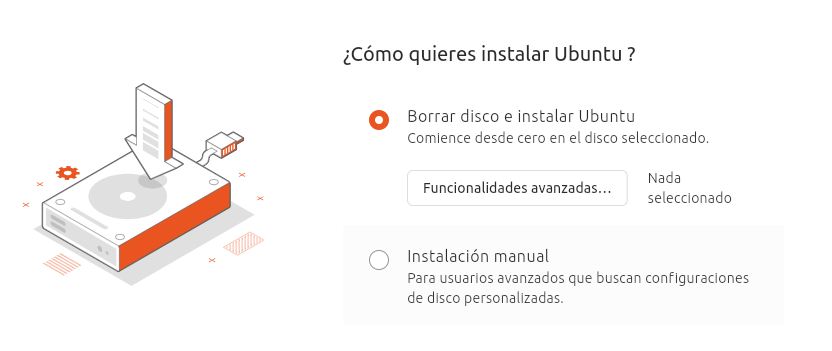 ¿Cómo quieres instalar Ubuntu ?
Borrar disco e instalar Ubuntu
Comience desde cero en el disco seleccionado.
Funcionalidades avanzadas...
Nada
seleccionado
Instalación manual
Para usuarios avanzados que buscan configuraciones
de disco personalizadas.